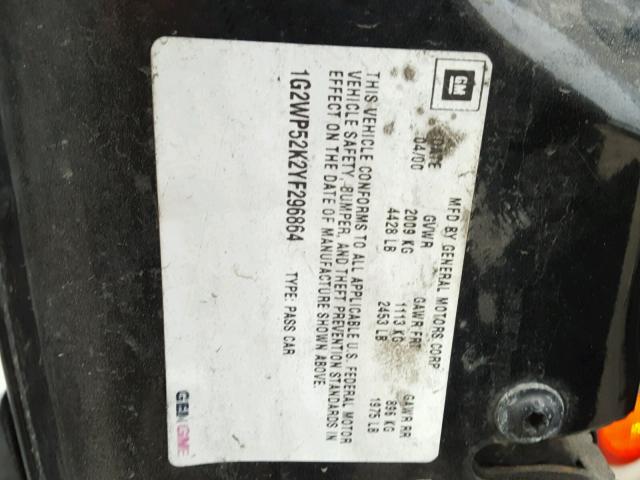 GM
MFD BY GENERAL MOTORS CORP
DATE GVWR GAWR FRT GAWR RR
04/00 2009 KG 1113 KG 896 KG
4428 LB 2453 LB 1975 LB
THIS VEHICLE CONFORMS TO ALL APPLICABLE U.S. FEDERAL MOTOR
VEHICLE SAFETY, BUMPER, AND THEFT PREVENTION STANDARDS IN
EFFECT ON THE DATE OF MANUFACTURE SHOWN ABOVE.
1G2WP52K2YF296864 TYPE: PASS CAR